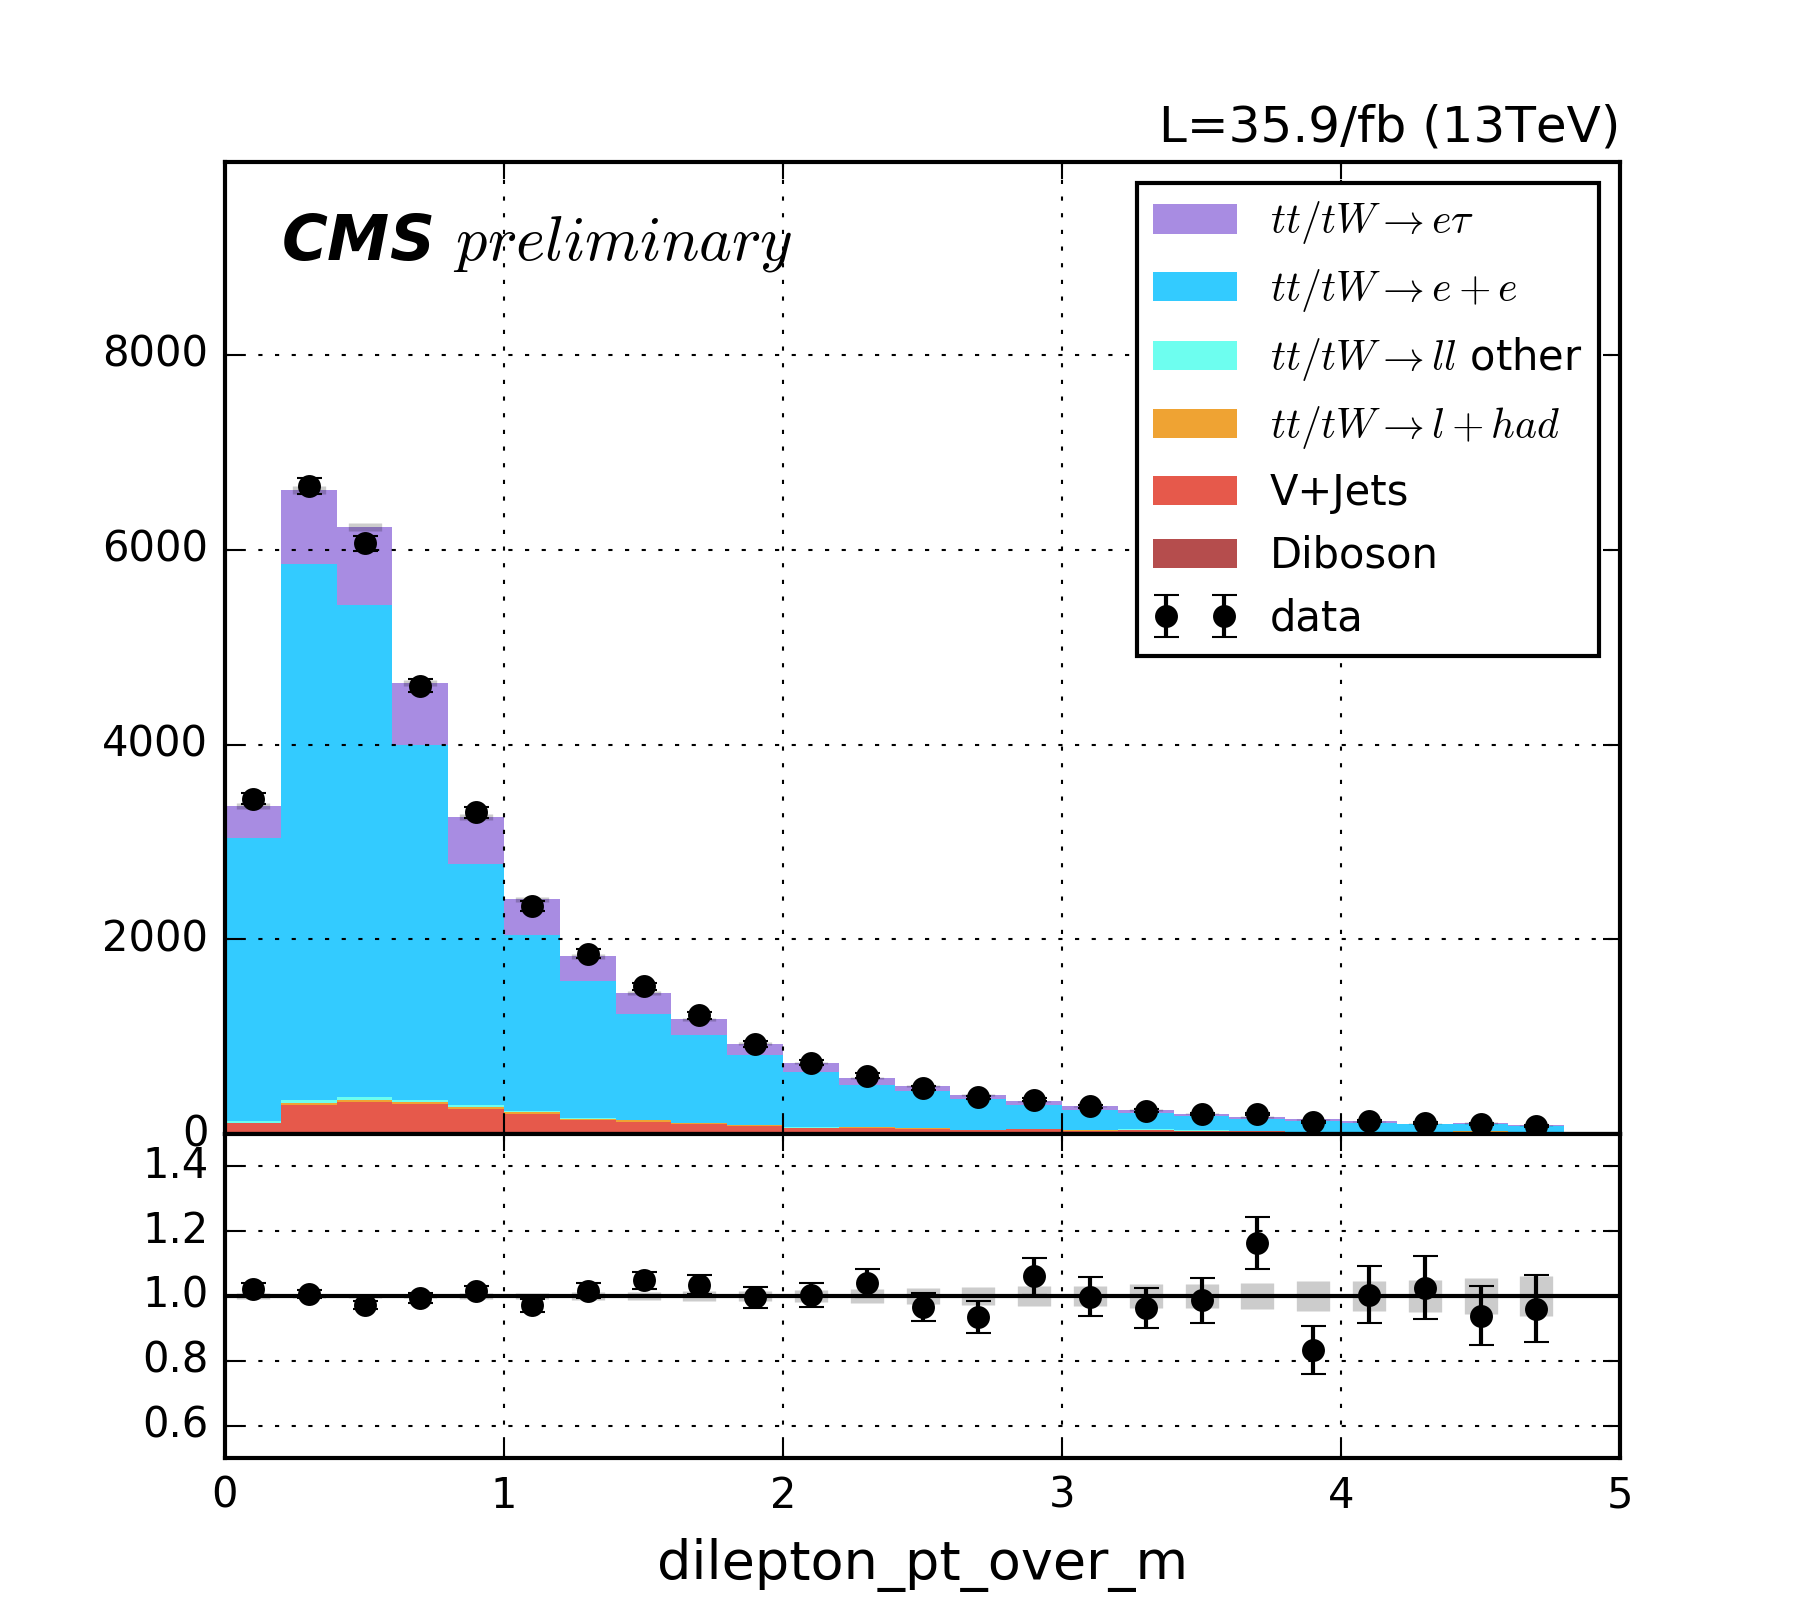 L=35.9/fb (13TeV)
CMS preliminary
tt/tW → eτ
tt/tW → e + e
tt/tW → ll other
tt/tW → l + had
V+Jets
Diboson
data
8000
6000
4000
2000
0
1.4
1.2
1.0
0.8
0.6
0 1 2 3 4 5
dilepton_pt_over_m